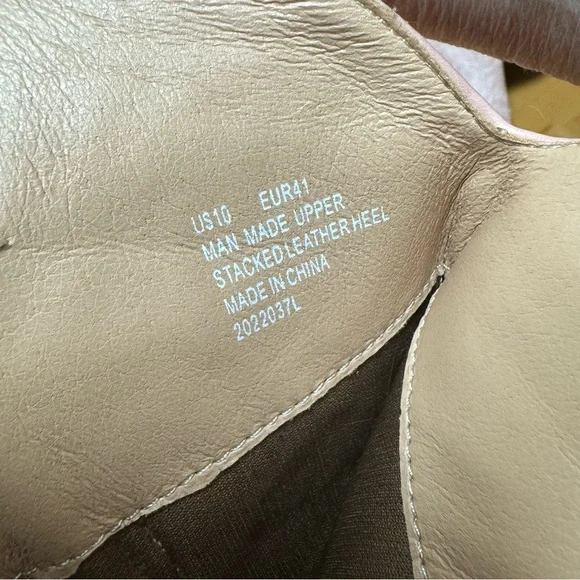 US10 EUR41
MAN MADE UPPER
STACKED LEATHER HEEL
MADE IN CHINA
2022037L